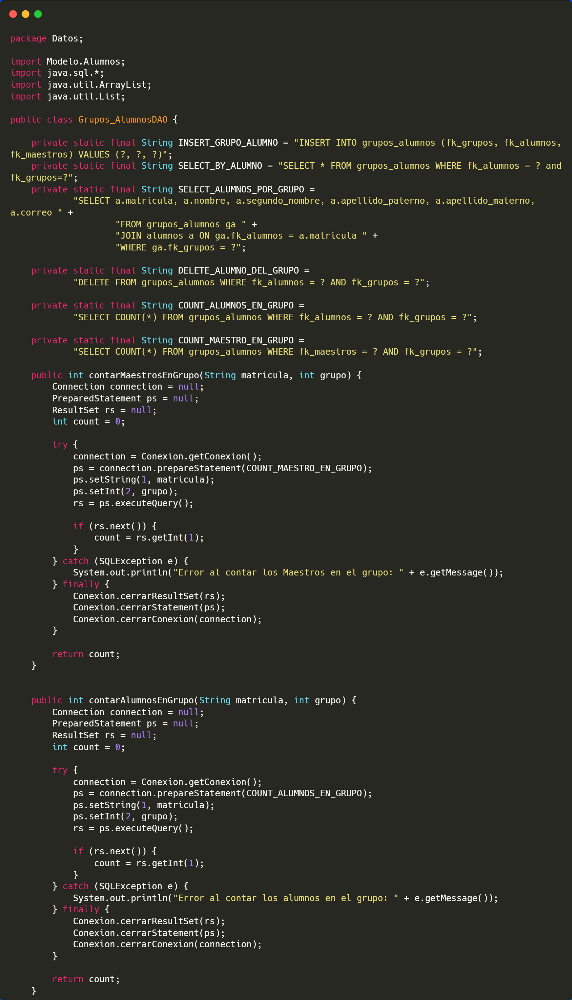 package Datos;

import Modelo.Alumnos;
import java.sql.*;
import java.util.ArrayList;
import java.util.List;

public class Grupos_AlumnosDAO {

    private static final String INSERT_GRUPO_ALUMNO = "INSERT INTO grupos_alumnos (fk_grupos, fk_alumnos,
fk_maestros) VALUES (?, ?, ?)";
    private static final String SELECT_BY_ALUMNO = "SELECT * FROM grupos_alumnos WHERE fk_alumnos = ? and
fk_grupos=?";
    private static final String SELECT_ALUMNOS_POR_GRUPO =
            "SELECT a.matricula, a.nombre, a.segundo_nombre, a.apellido_paterno, a.apellido_materno,
a.correo " +
                    "FROM grupos_alumnos ga " +
                    "JOIN alumnos a ON ga.fk_alumnos = a.matricula " +
                    "WHERE ga.fk_grupos = ?";

    private static final String DELETE_ALUMNO_DEL_GRUPO =
            "DELETE FROM grupos_alumnos WHERE fk_alumnos = ? AND fk_grupos = ?";

    private static final String COUNT_ALUMNOS_EN_GRUPO =
            "SELECT COUNT(*) FROM grupos_alumnos WHERE fk_alumnos = ? AND fk_grupos = ?";

    private static final String COUNT_MAESTRO_EN_GRUPO =
            "SELECT COUNT(*) FROM grupos_alumnos WHERE fk_maestros = ? AND fk_grupos = ?";

    public int contarMaestrosEnGrupo(String matricula, int grupo) {
        Connection connection = null;
        PreparedStatement ps = null;
        ResultSet rs = null;
        int count = 0;

        try {
            connection = Conexion.getConexion();
            ps = connection.prepareStatement(COUNT_MAESTRO_EN_GRUPO);
            ps.setString(1, matricula);
            ps.setInt(2, grupo);
            rs = ps.executeQuery();

            if (rs.next()) {
                count = rs.getInt(1);
            }
        } catch (SQLException e) {
            System.out.println("Error al contar los Maestros en el grupo: " + e.getMessage());
        } finally {
            Conexion.cerrarResultSet(rs);
            Conexion.cerrarStatement(ps);
            Conexion.cerrarConexion(connection);
        }

        return count;
    }


    public int contarAlumnosEnGrupo(String matricula, int grupo) {
        Connection connection = null;
        PreparedStatement ps = null;
        ResultSet rs = null;
        int count = 0;

        try {
            connection = Conexion.getConexion();
            ps = connection.prepareStatement(COUNT_ALUMNOS_EN_GRUPO);
            ps.setString(1, matricula);
            ps.setInt(2, grupo);
            rs = ps.executeQuery();

            if (rs.next()) {
                count = rs.getInt(1);
            }
        } catch (SQLException e) {
            System.out.println("Error al contar los alumnos en el grupo: " + e.getMessage());
        } finally {
            Conexion.cerrarResultSet(rs);
            Conexion.cerrarStatement(ps);
            Conexion.cerrarConexion(connection);
        }

        return count;
    }